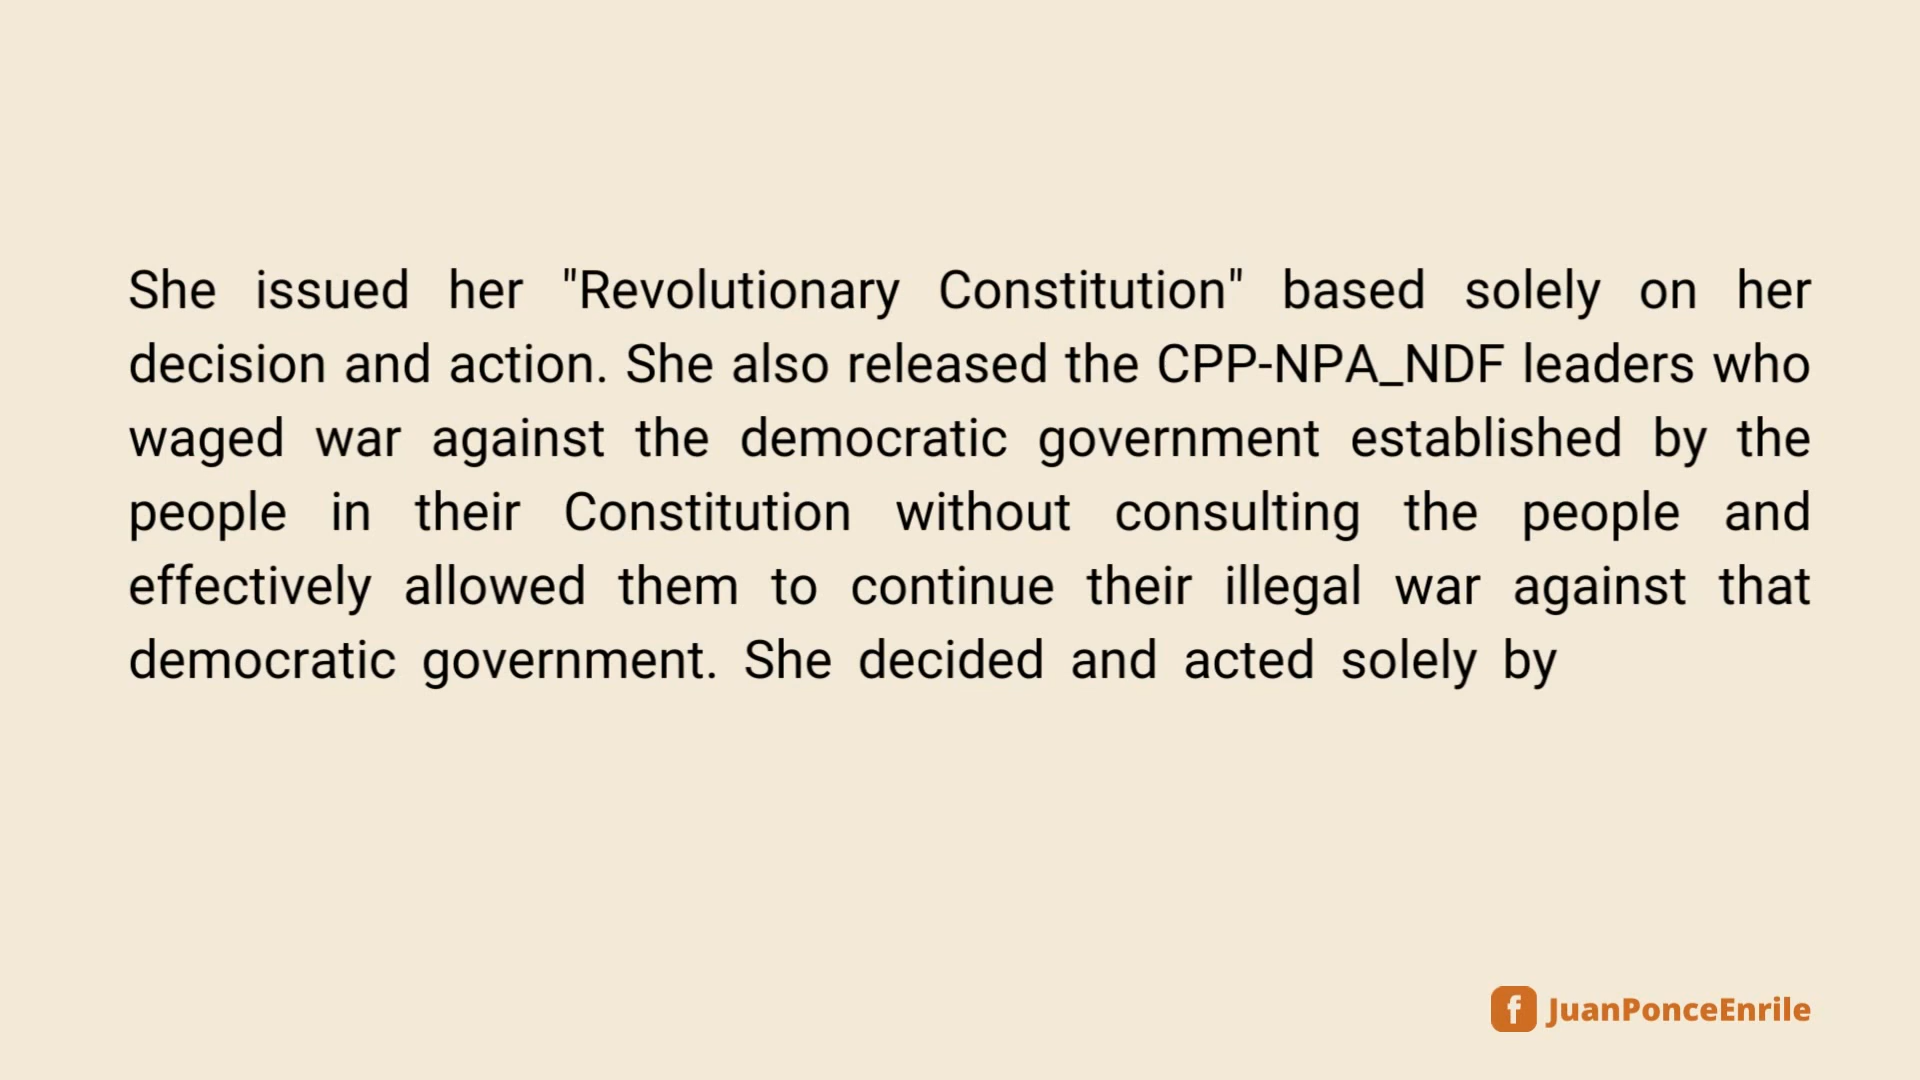 She issued her "Revolutionary Constitution" based solely on her
decision and action. She also released the CPP-NPA_NDF leaders who
waged war against the democratic government established by the
people in their Constitution without consulting the people and
effectively allowed them to continue their illegal war against that
democratic government. She decided and acted solely by
f JuanPonceEnrile